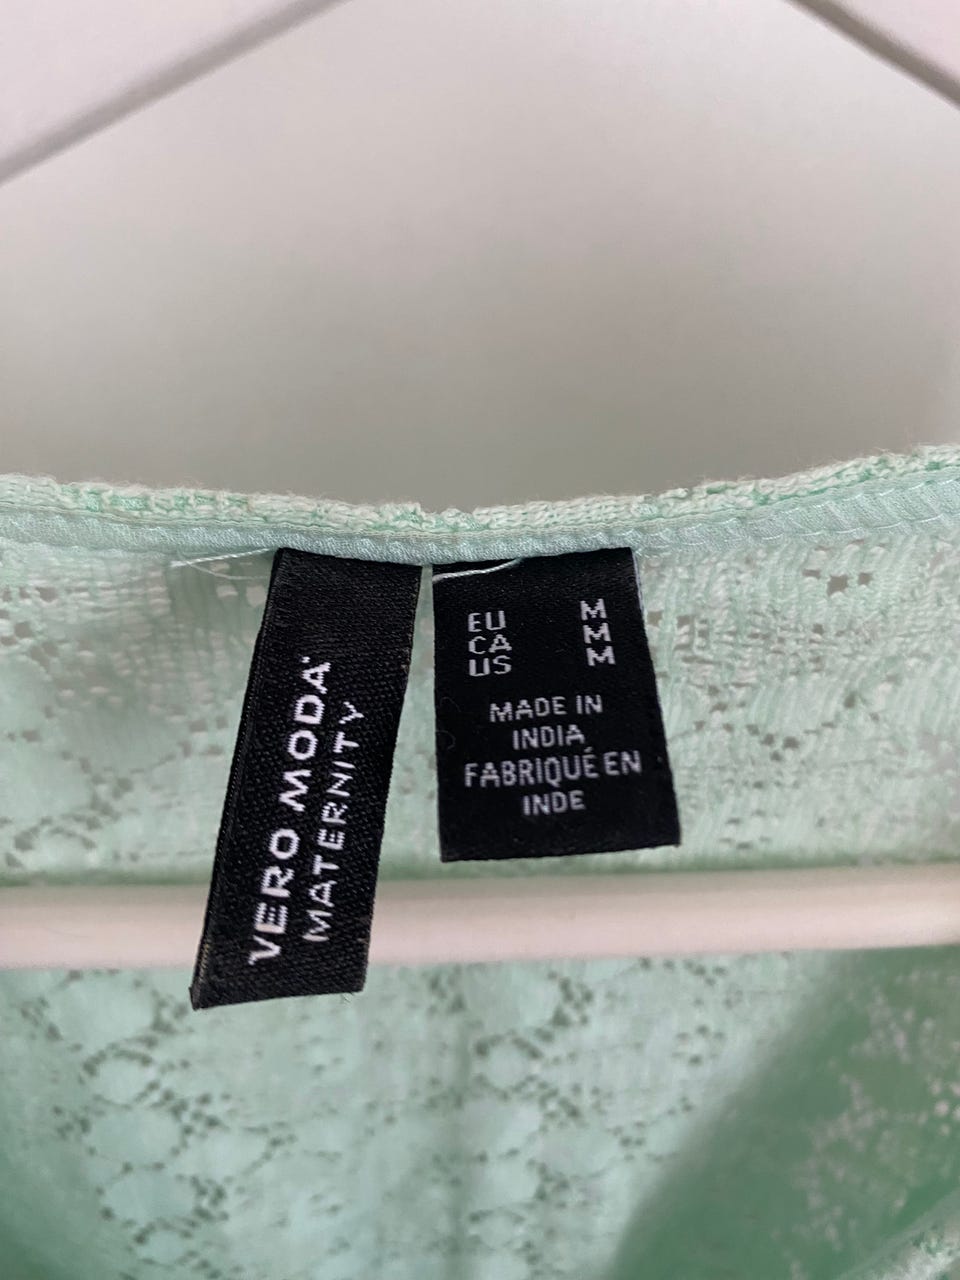 VERO MODA
MATERNITY
EU M
CA M
US M
MADE IN
INDIA
FABRIQUÉ EN
INDE